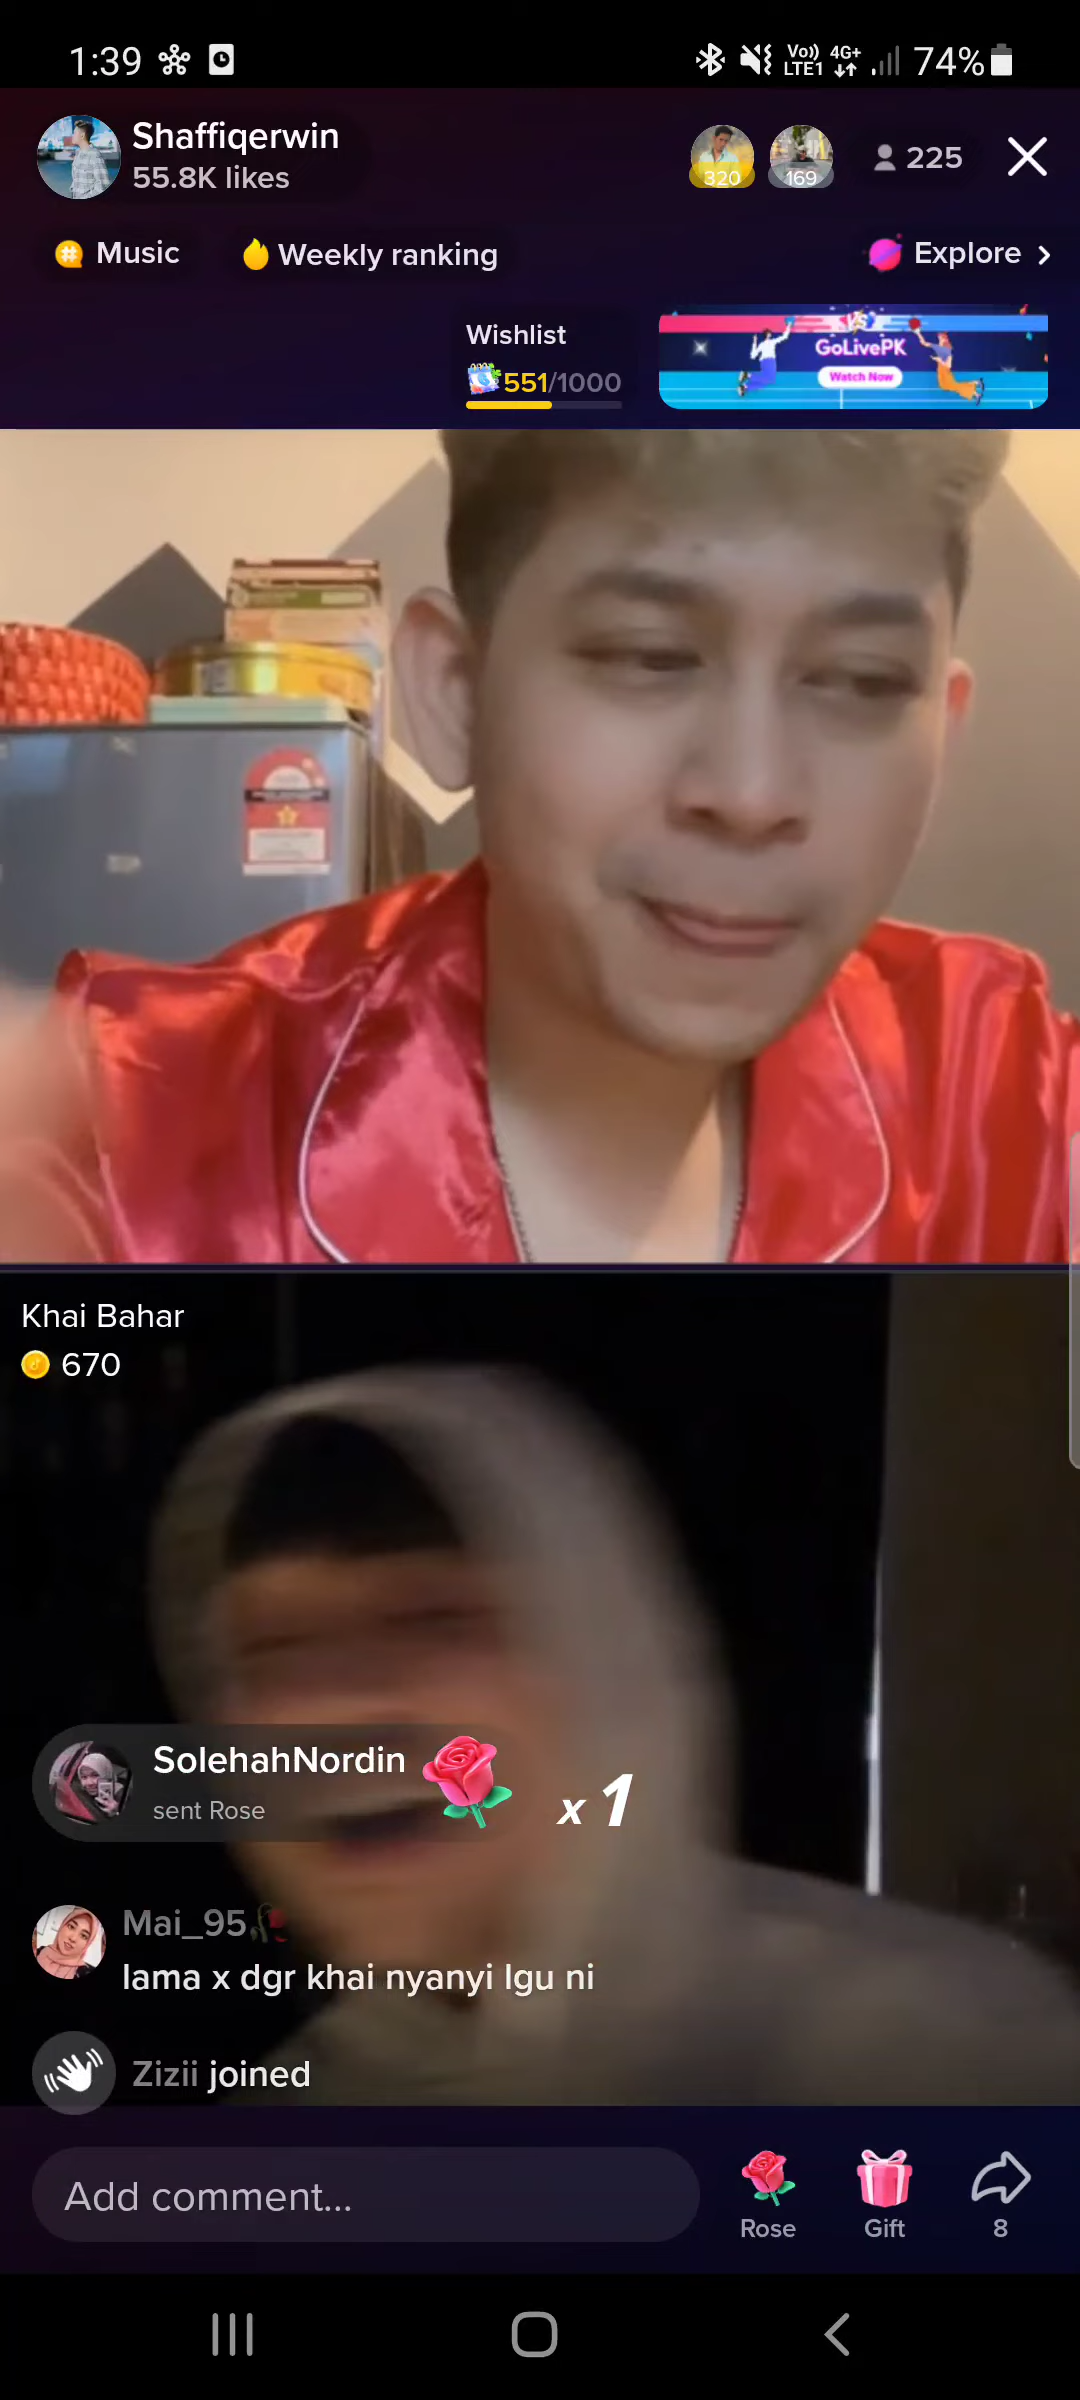 1:39
Vo)) LTE1 4G+ 74%
Shaffiqerwin
55.8K likes
320
169
225
Music
Weekly ranking
Explore
Wishlist
551/1000
VS
GoLivePK
Watch Now
Khai Bahar
670
SolehahNordin
sent Rose
x 1
Mai_95🥀
lama x dgr khai nyanyi lgu ni
Zizii joined
Add comment...
Rose
Gift
8